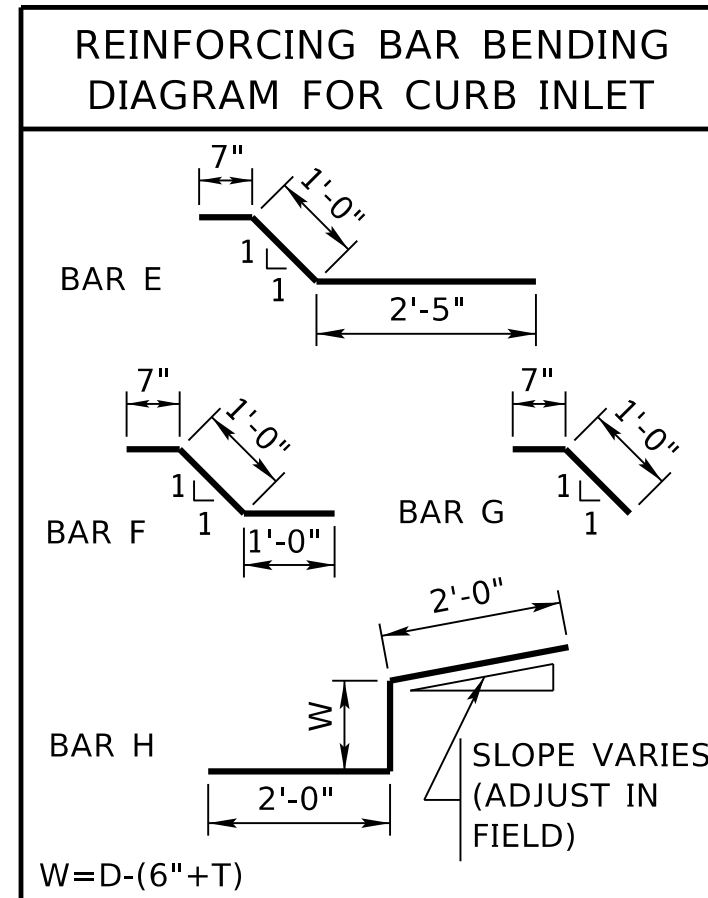 REINFORCING BAR BENDING
DIAGRAM FOR CURB INLET
7"
1'-0"
1
1
BAR E
2'-5"
7"
1'-0"
1
1
BAR F
1'-0"
7"
1'-0"
1
1
BAR G
2'-0"
W
BAR H
2'-0"
SLOPE VARIES
(ADJUST IN
FIELD)
W=D-(6"+T)